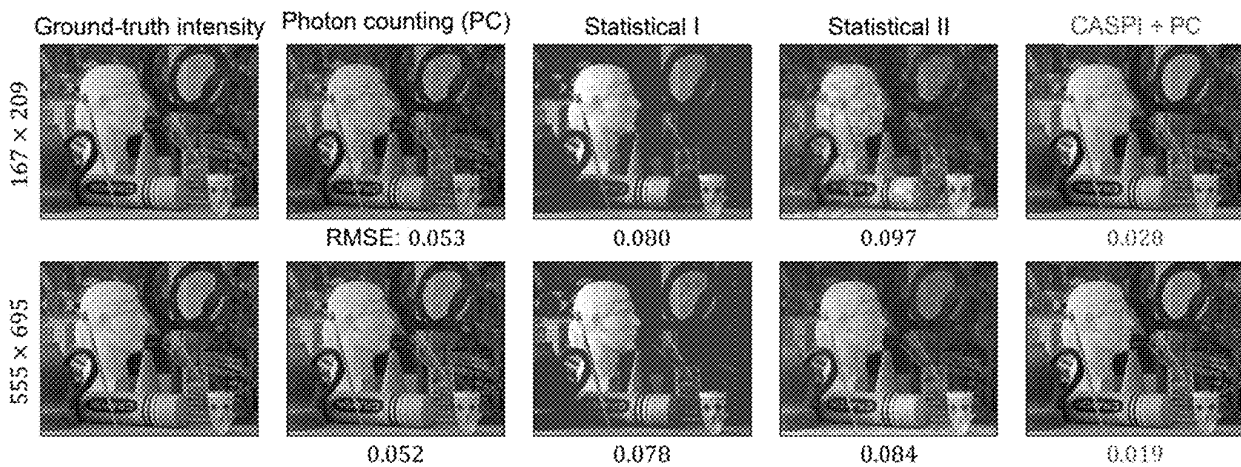 Ground-truth intensity
Photon counting (PC)
Statistical I
Statistical II
CASPI + PC
167 × 209
RMSE: 0.053
0.080
0.097
0.028
555 × 695
0.052
0.078
0.084
0.019